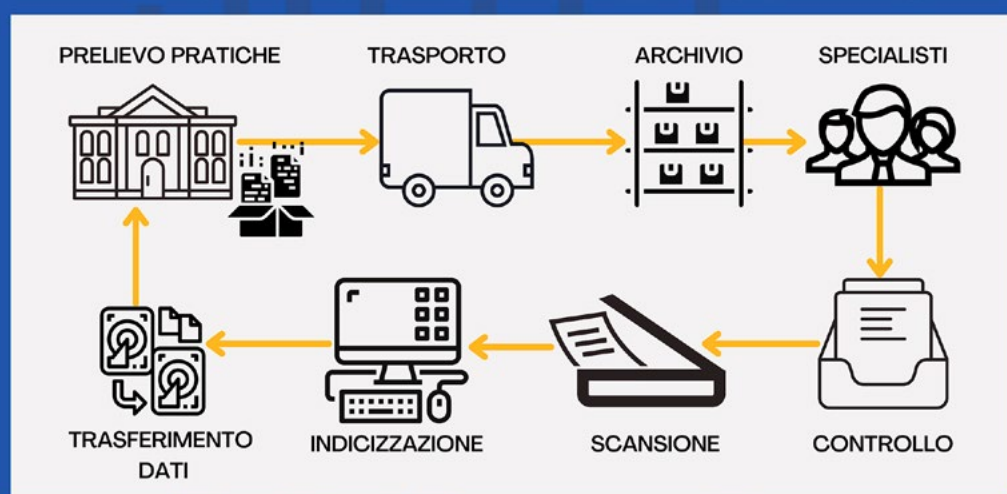 PRELIEVO PRATICHE
TRASPORTO
ARCHIVIO
SPECIALISTI
TRASFERIMENTO
DATI
INDICIZZAZIONE
SCANSIONE
CONTROLLO